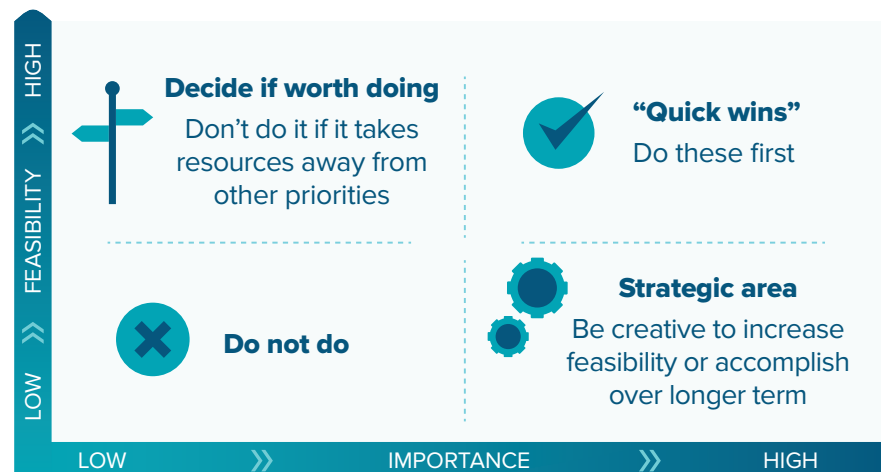 Decide if worth doing
Don’t do it if it takes
resources away from
other priorities
“Quick wins”
Do these first
Do not do
Strategic area
Be creative to increase
feasibility or accomplish
over longer term
HIGH
FEASIBILITY
LOW
LOW
IMPORTANCE
HIGH